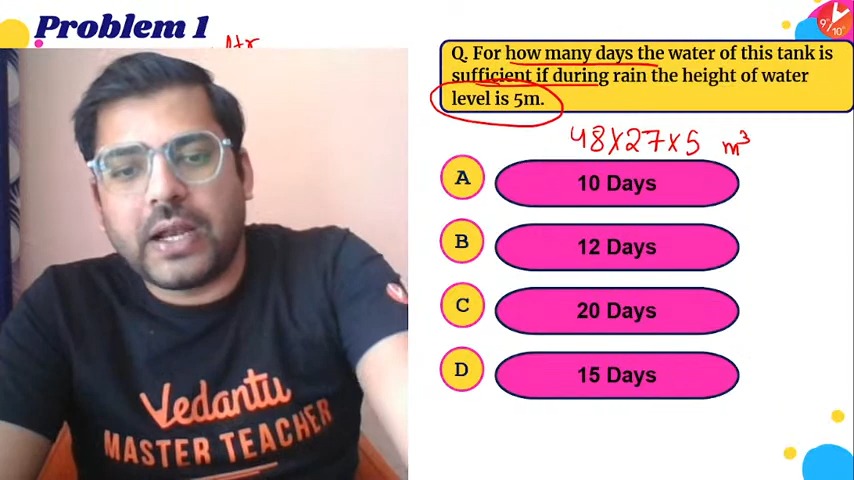 Problem 1
Q. For how many days the water of this tank is
sufficient if during rain the height of water
level is 5m.
48×27×5 m³
A
10 Days
B
12 Days
C
20 Days
D
15 Days
Vedantu
MASTER TEACHER
9th 10th